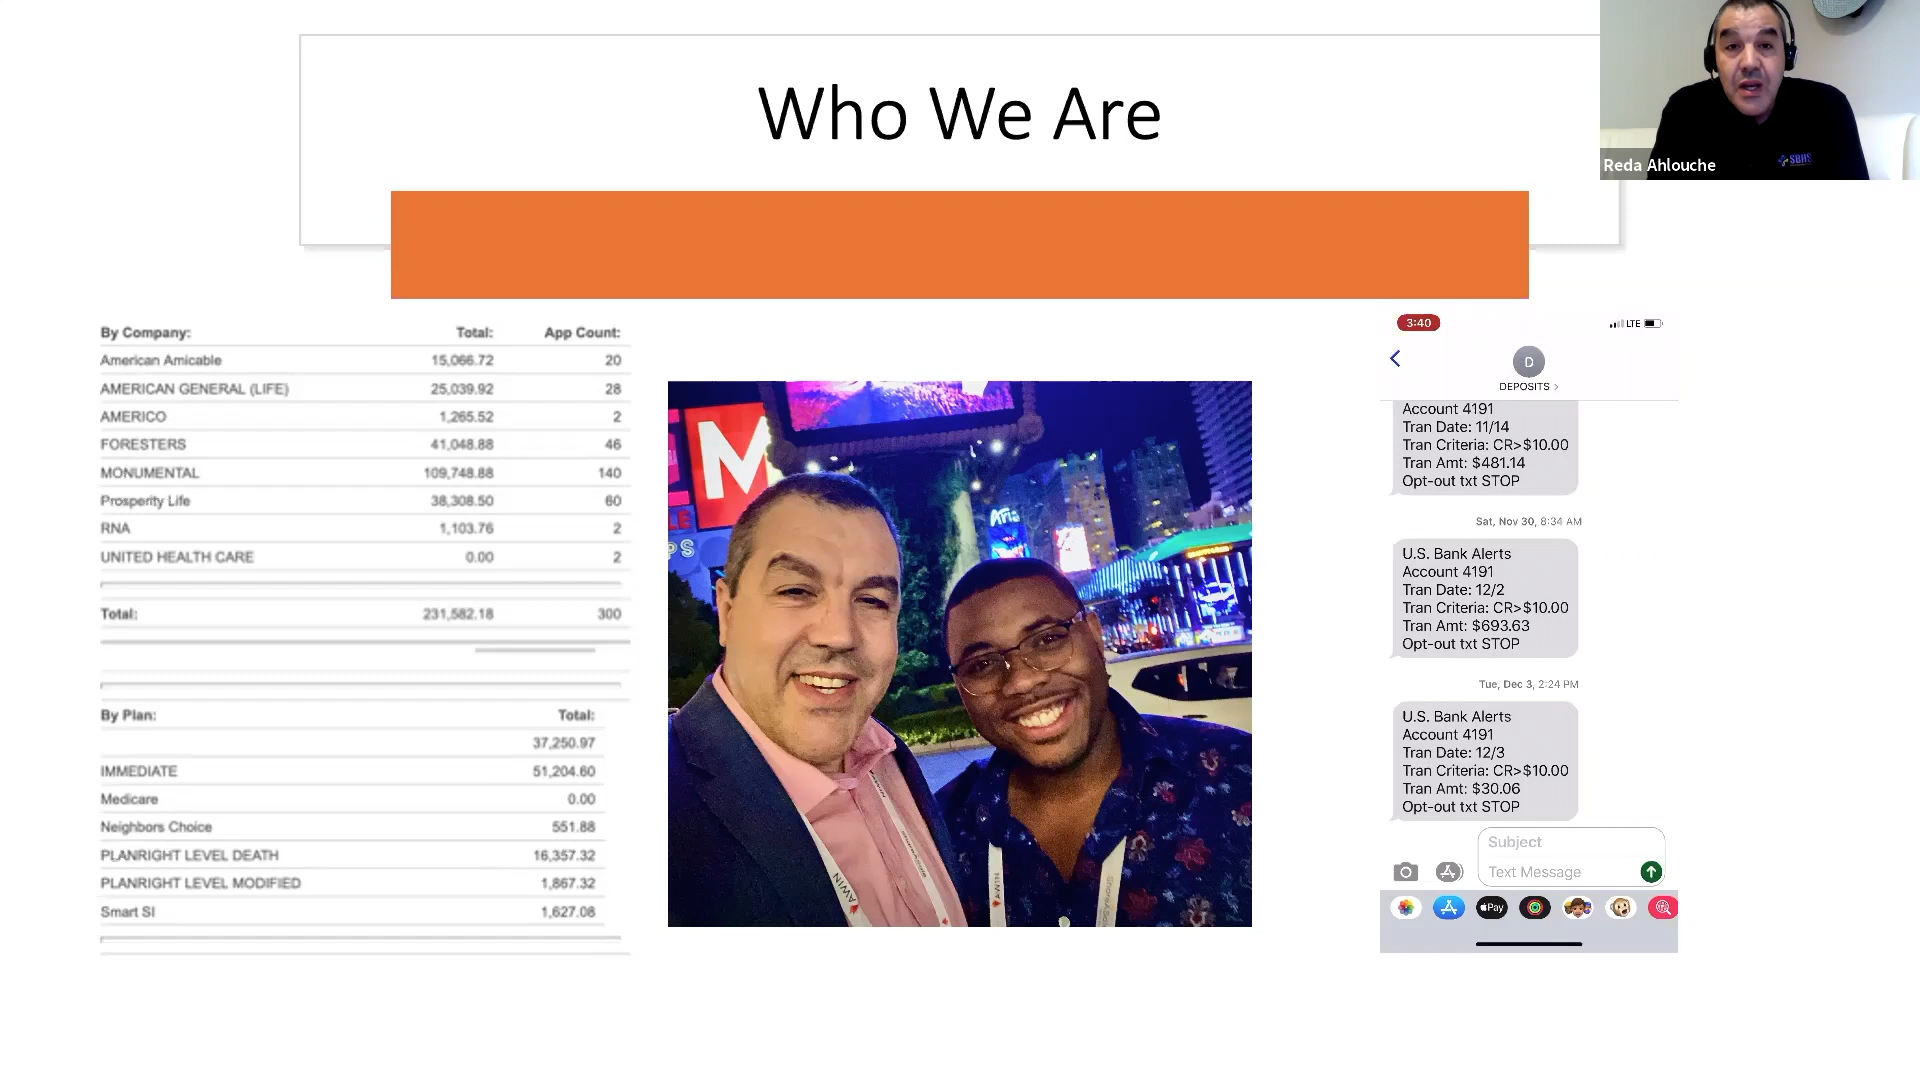 Who We Are
Reda Ahlouche
SBHS
By Company: Total: App Count:
American Amicable 15,066.72 20
AMERICAN GENERAL (LIFE) 25,039.92 28
AMERICO 1,265.52 2
FORESTERS 41,048.88 46
MONUMENTAL 109,748.88 140
Prosperity Life 38,308.50 60
RNA 1,103.76 2
UNITED HEALTH CARE 0.00 2
Total: 231,582.18 300
By Plan: Total:
37,250.97
IMMEDIATE 51,204.60
Medicare 0.00
Neighbors Choice 551.88
PLANRIGHT LEVEL DEATH 16,357.32
PLANRIGHT LEVEL MODIFIED 1,867.32
Smart SI 1,627.08
M
Aria
PS
AWIN
AWIN
3:40 LTE
D
DEPOSITS >
Account 4191
Tran Date: 11/14
Tran Criteria: CR>$10.00
Tran Amt: $481.14
Opt-out txt STOP
Sat, Nov 30, 8:34 AM
U.S. Bank Alerts
Account 4191
Tran Date: 12/2
Tran Criteria: CR>$10.00
Tran Amt: $693.63
Opt-out txt STOP
Tue, Dec 3, 2:24 PM
U.S. Bank Alerts
Account 4191
Tran Date: 12/3
Tran Criteria: CR>$10.00
Tran Amt: $30.06
Opt-out txt STOP
Subject
Text Message
Pay